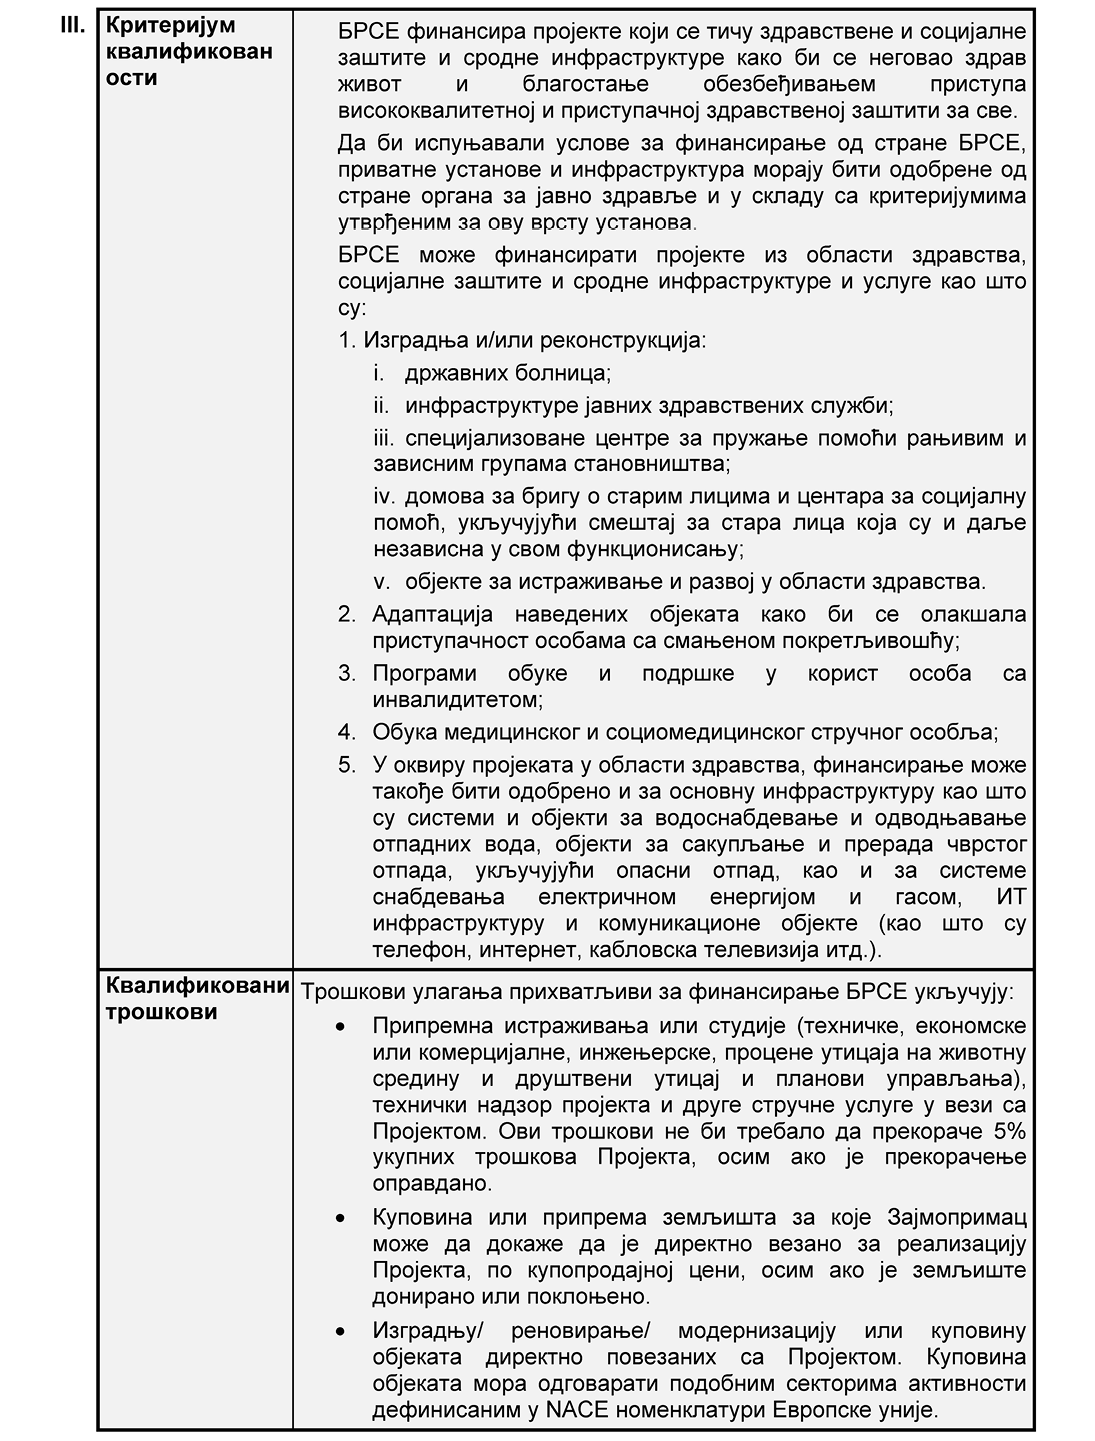 III.
Критеријум
квалификован
ости
БРСЕ финансира пројекте који се тичу здравствене и социјалне
заштите и сродне инфраструктуре како би се неговао здрав
живот и благостање обезбеђивањем приступа
висококвалитетној и приступачној здравственој заштити за све.
Да би испуњавали услове за финансирање од стране БРСЕ,
приватне установе и инфраструктура морају бити одобрене од
стране органа за јавно здравље и у складу са критеријумима
утврђеним за ову врсту установа.
БРСЕ може финансирати пројекте из области здравства,
социјалне заштите и сродне инфраструктуре и услуге као што
су:
1. Изградња и/или реконструкција:
i. државних болница;
ii. инфраструктуре јавних здравствених служби;
iii. специјализоване центре за пружање помоћи рањивим и
зависним групама становништва;
iv. домова за бригу о старим лицима и центара за социјалну
помоћ, укључујући смештај за стара лица која су и даље
независна у свом функционисању;
v. објекте за истраживање и развој у области здравства.
2. Адаптација наведених објеката како би се олакшала
приступачност особама са смањеном покретљивошћу;
3. Програми обуке и подршке у корист особа са
инвалидитетом;
4. Обука медицинског и социомедицинског стручног особља;
5. У оквиру пројеката у области здравства, финансирање може
такође бити одобрено и за основну инфраструктуру као што
су системи и објекти за водоснабдевање и одводњавање
отпадних вода, објекти за сакупљање и прерада чврстог
отпада, укључујући опасни отпад, као и за системе
снабдевања електричном енергијом и гасом, ИТ
инфраструктуру и комуникационе објекте (као што су
телефон, интернет, кабловска телевизија итд.).
Квалификовани
трошкови
Трошкови улагања прихватљиви за финансирање БРСЕ укључују:
• Припремна истраживања или студије (техничке, економске
или комерцијалне, инжењерске, процене утицаја на животну
средину и друштвени утицај и планови управљања),
технички надзор пројекта и друге стручне услуге у вези са
Пројектом. Ови трошкови не би требало да прекораче 5%
укупних трошкова Пројекта, осим ако је прекорачење
оправдано.
• Куповина или припрема земљишта за које Зајмопримац
може да докаже да је директно везано за реализацију
Пројекта, по купопродајној цени, осим ако је земљиште
донирано или поклоњено.
• Изградњу/ реновирање/ модернизацију или куповину
објеката директно повезаних са Пројектом. Куповина
објеката мора одговарати подобним секторима активности
дефинисаним у NACE номенклатури Европске уније.